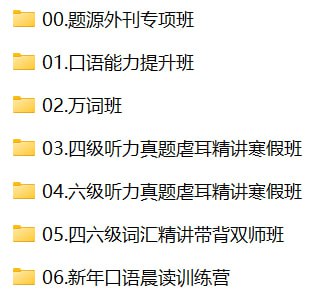 00.题源外刊专项班
01.口语能力提升班
02.万词班
03.四级听力真题虐耳精讲寒假班
04.六级听力真题虐耳精讲寒假班
05.四六级词汇精讲带背双师班
06.新年口语晨读训练营